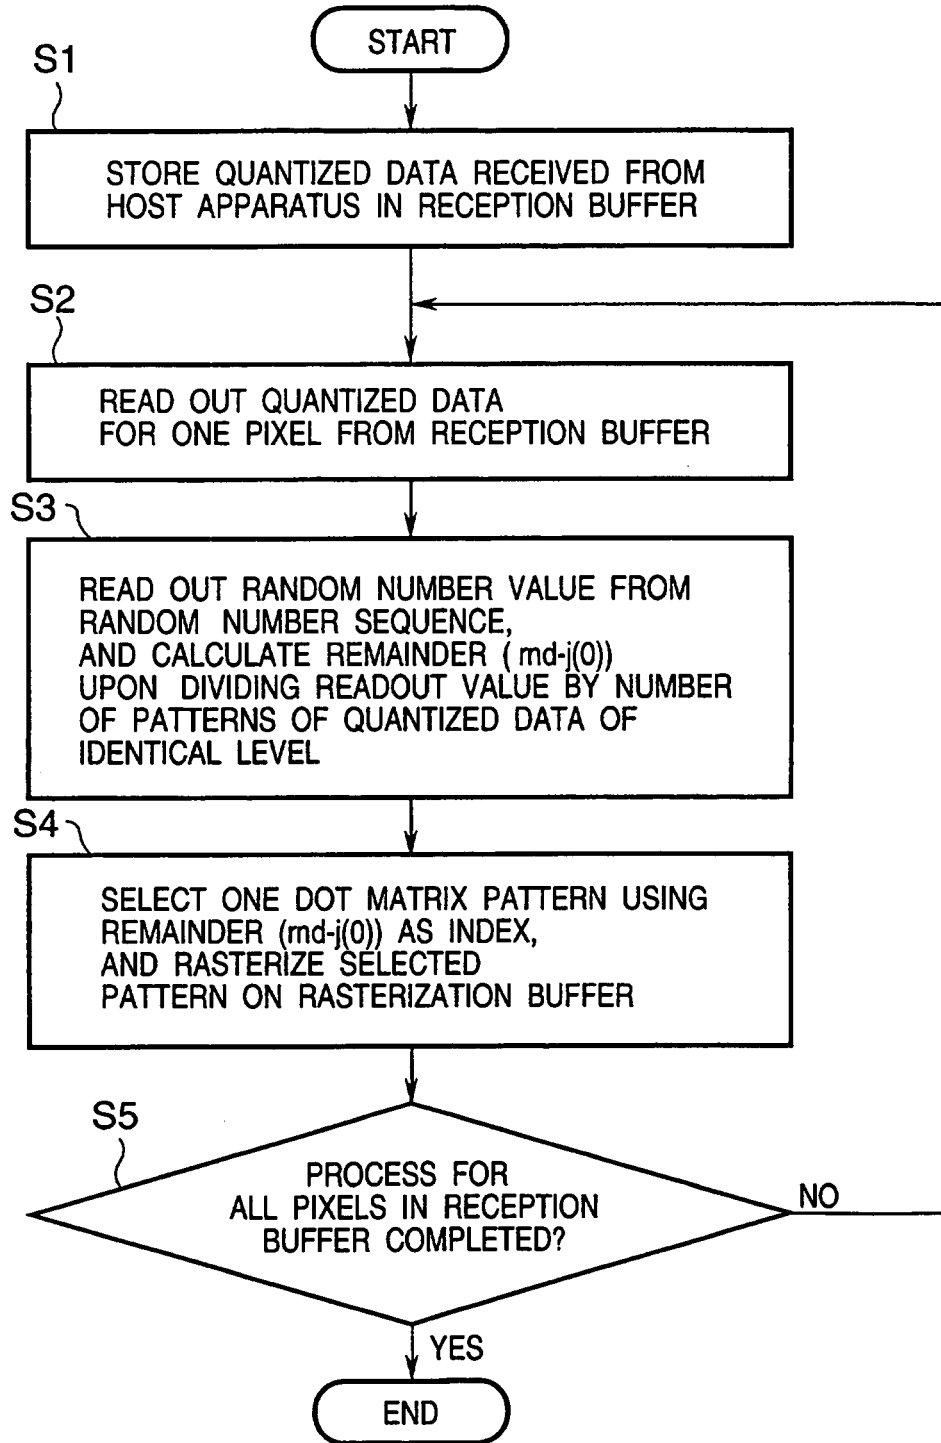 START
S1
STORE QUANTIZED DATA RECEIVED FROM
HOST APPARATUS IN RECEPTION BUFFER
S2
READ OUT QUANTIZED DATA
FOR ONE PIXEL FROM RECEPTION BUFFER
S3
READ OUT RANDOM NUMBER VALUE FROM
RANDOM NUMBER SEQUENCE,
AND CALCULATE REMAINDER ( rnd-j(0))
UPON DIVIDING READOUT VALUE BY NUMBER
OF PATTERNS OF QUANTIZED DATA OF
IDENTICAL LEVEL
S4
SELECT ONE DOT MATRIX PATTERN USING
REMAINDER (rnd-j(0)) AS INDEX,
AND RASTERIZE SELECTED
PATTERN ON RASTERIZATION BUFFER
S5
PROCESS FOR
ALL PIXELS IN RECEPTION
BUFFER COMPLETED?
NO
YES
END